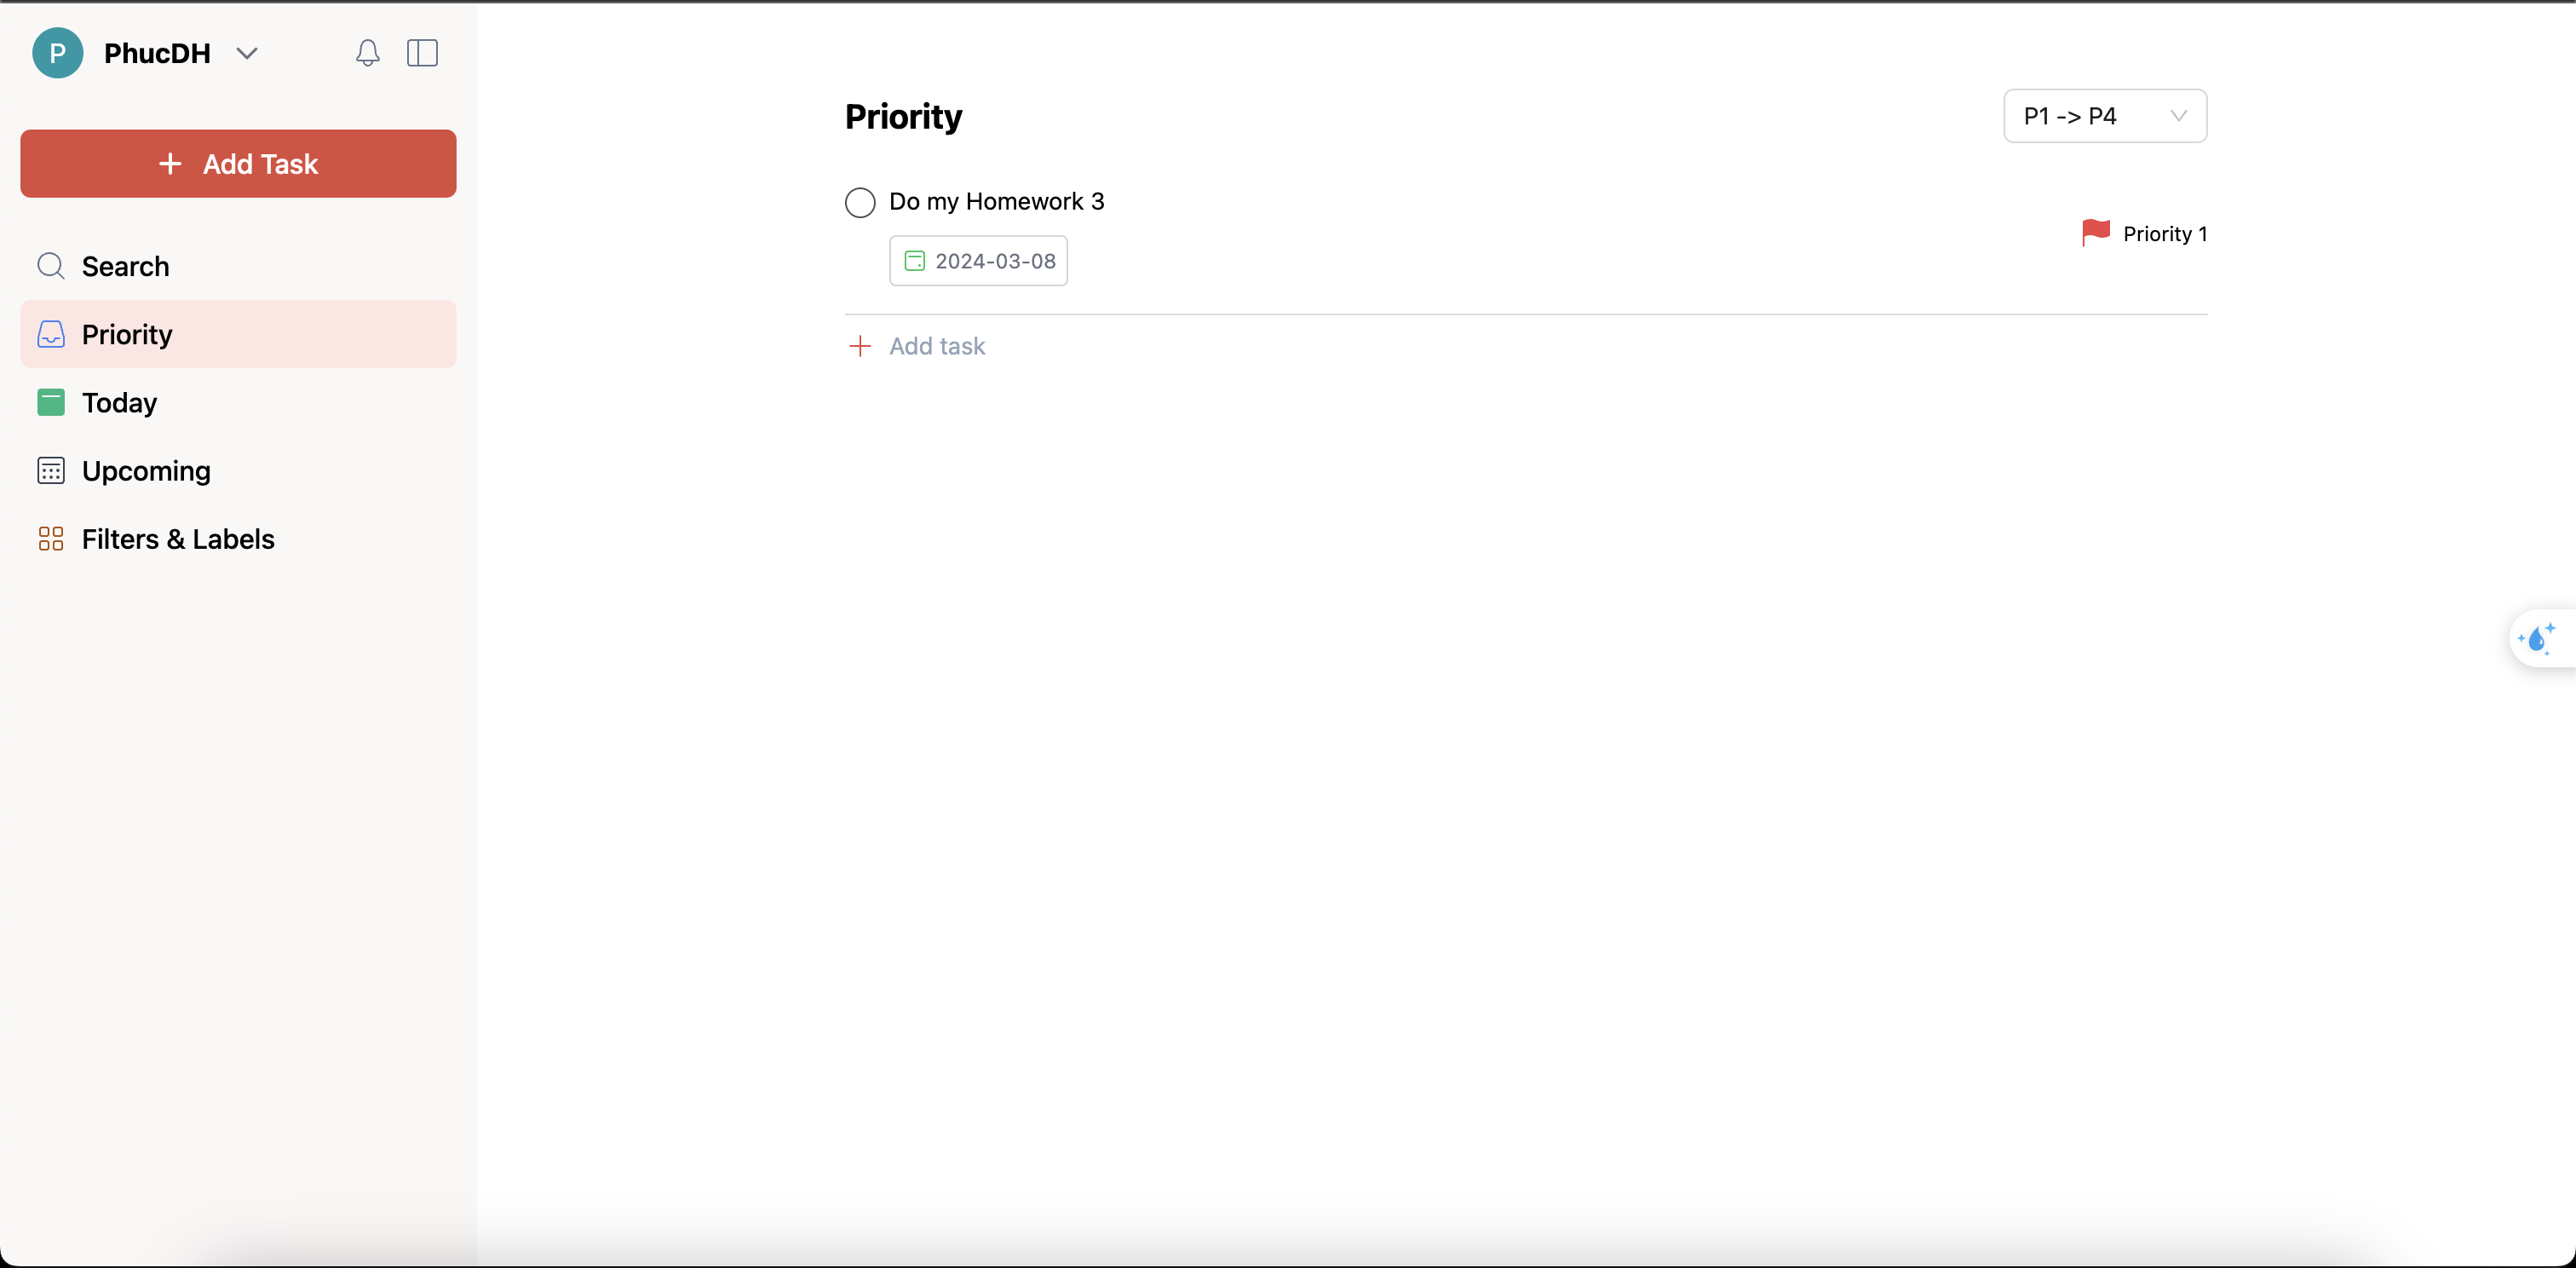 P PhucDH
+ Add Task
Search
Priority
Today
Upcoming
Filters & Labels
Priority
P1 -> P4
Do my Homework 3
2024-03-08
Priority 1
+ Add task